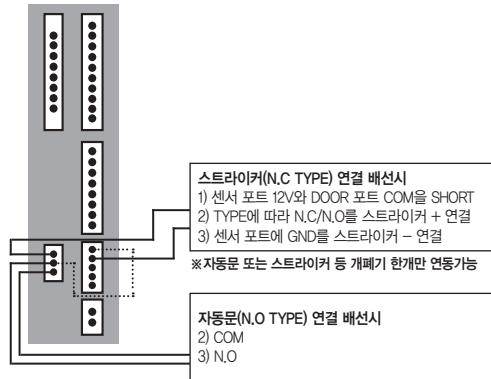 스트라이커(N.C TYPE) 연결 배선시
1) 센서 포트 12V와 DOOR 포트 COM을 SHORT
2) TYPE에 따라 N.C/N.O를 스트라이커 + 연결
3) 센서 포트에 GND를 스트라이커 - 연결
※자동문 또는 스트라이커 등 개폐기 한개만 연동가능
자동문(N.O TYPE) 연결 배선시
2) COM
3) N.O